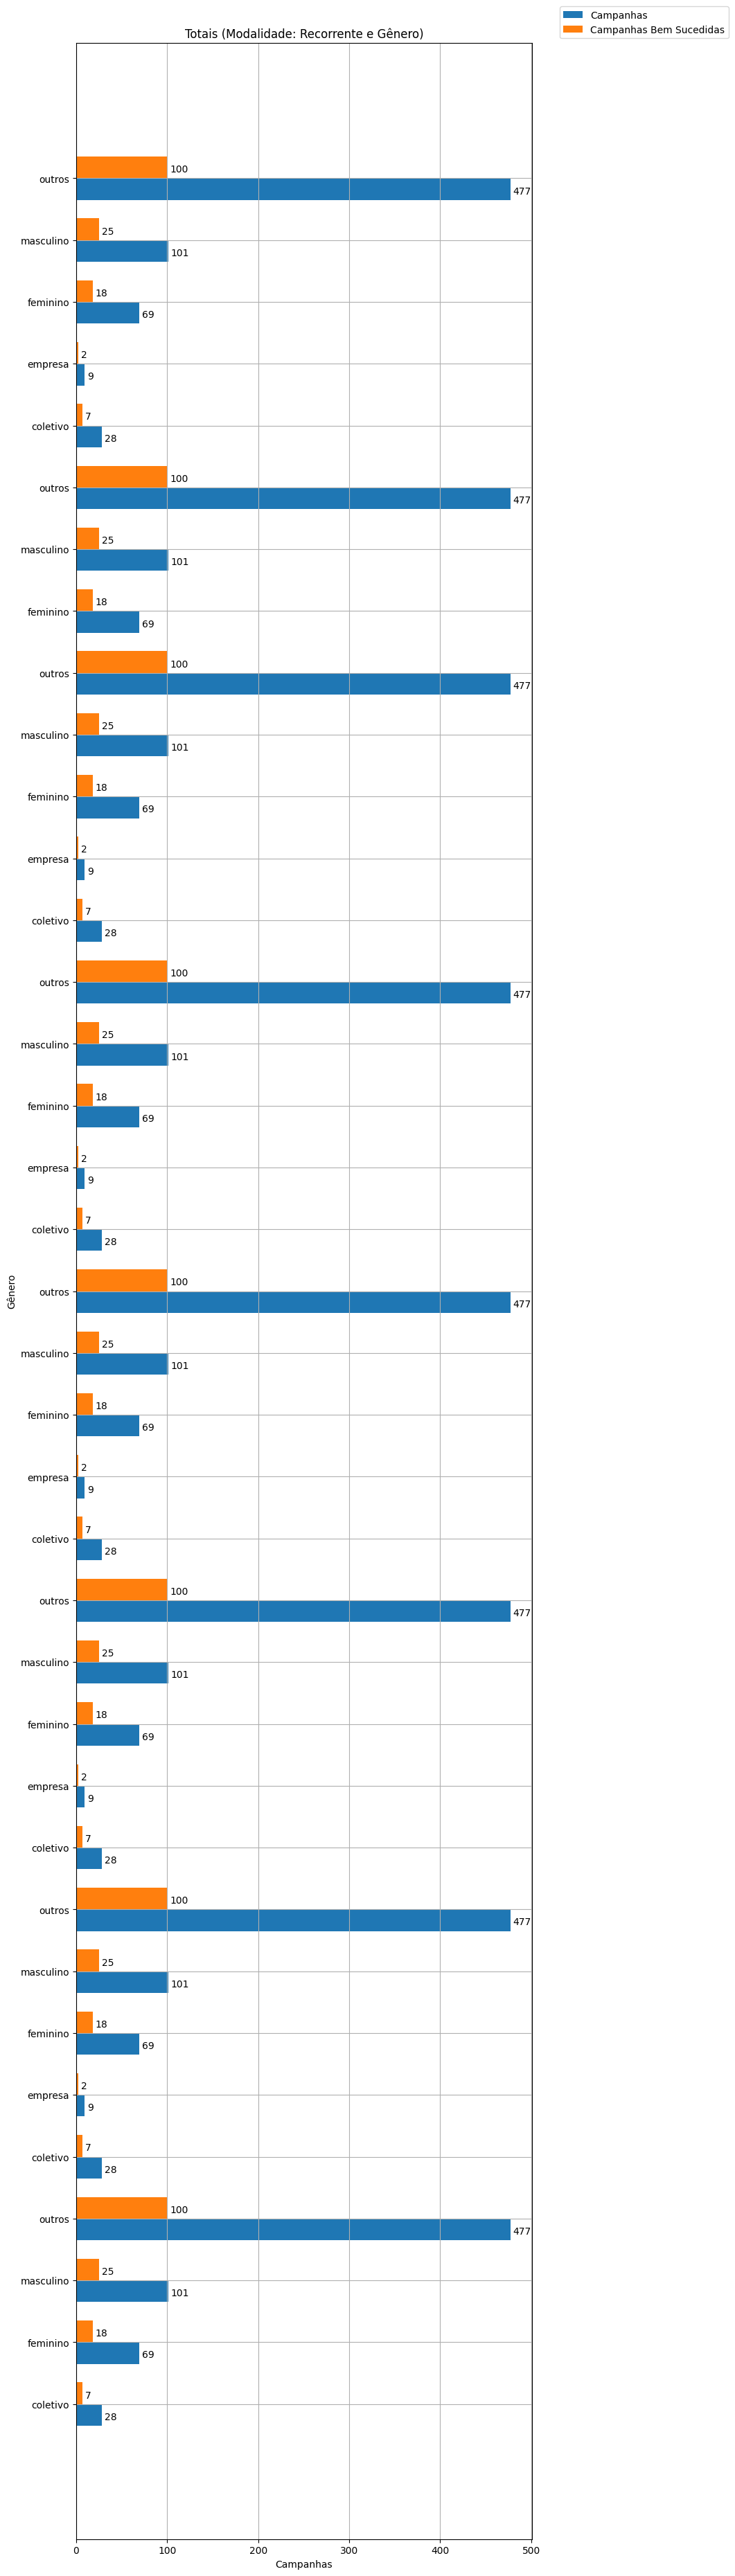 Campanhas
Campanhas Bem Sucedidas
Totais (Modalidade: Recorrente e Gênero)
100
outros
477
25
masculino
101
18
feminino
69
2
empresa
9
7
coletivo
28
100
outros
477
25
masculino
101
18
feminino
69
100
outros
477
25
masculino
101
18
feminino
69
2
empresa
9
7
coletivo
28
100
outros
477
25
masculino
101
18
feminino
69
2
empresa
9
7
coletivo
28
Gênero
100
outros
477
25
masculino
101
18
feminino
69
2
empresa
9
7
coletivo
28
100
outros
477
25
masculino
101
18
feminino
69
2
empresa
9
7
coletivo
28
100
outros
477
25
masculino
101
18
feminino
69
2
empresa
9
7
coletivo
28
100
outros
477
25
masculino
101
18
feminino
69
7
coletivo
28
0 100 200 300 400 500
Campanhas